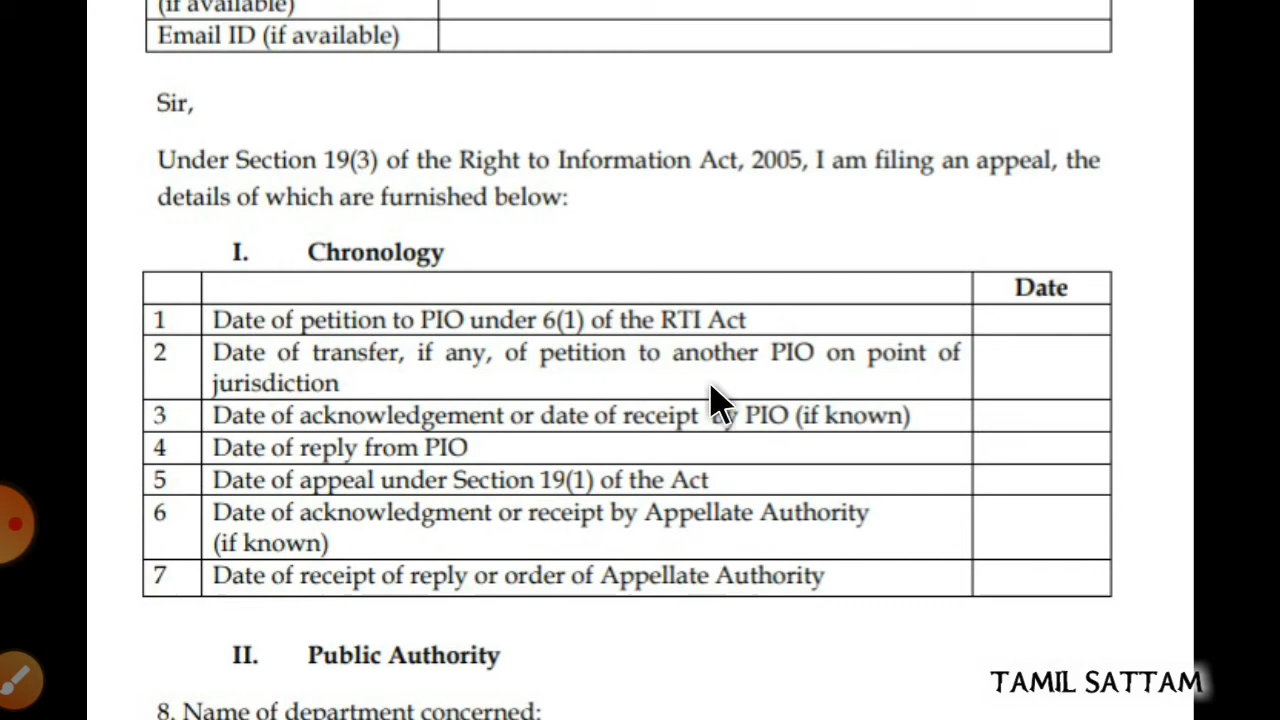 (if available)
Email ID (if available)
Sir,
Under Section 19(3) of the Right to Information Act, 2005, I am filing an appeal, the
details of which are furnished below:
I. Chronology
Date
1 Date of petition to PIO under 6(1) of the RTI Act
2 Date of transfer, if any, of petition to another PIO on point of
jurisdiction
3 Date of acknowledgement or date of receipt by PIO (if known)
4 Date of reply from PIO
5 Date of appeal under Section 19(1) of the Act
6 Date of acknowledgment or receipt by Appellate Authority
(if known)
7 Date of receipt of reply or order of Appellate Authority
II. Public Authority
8. Name of department concerned:
TAMIL SATTAM